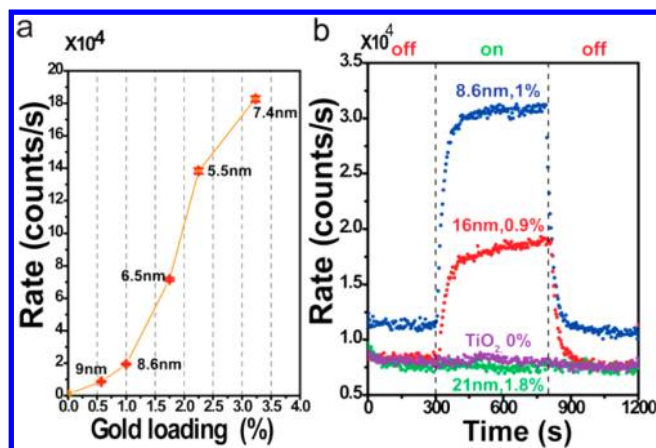 a
X10⁴
Rate (counts/s)
20
18
16
14
12
10
8
6
4
2
0
7.4nm
5.5nm
6.5nm
9nm
8.6nm
0.0 0.5 1.0 1.5 2.0 2.5 3.0 3.5 4.0
Gold loading (%)
b
X10⁴
off on off
Rate (counts/s)
3.5
3.0
2.5
2.0
1.5
1.0
0.5
8.6nm,1%
16nm,0.9%
TiO₂ 0%
21nm,1.8%
0 300 600 900 1200
Time (s)